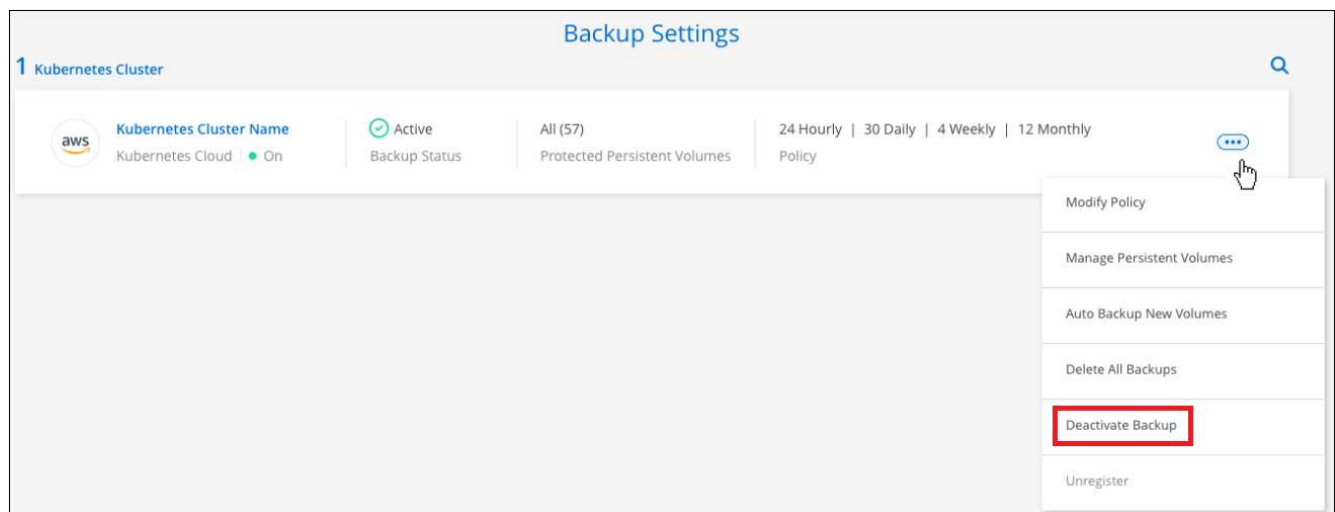 Backup Settings
1 Kubernetes Cluster
aws
Kubernetes Cluster Name
Kubernetes Cloud | On
Active
Backup Status
All (57)
Protected Persistent Volumes
24 Hourly | 30 Daily | 4 Weekly | 12 Monthly
Policy
Modify Policy
Manage Persistent Volumes
Auto Backup New Volumes
Delete All Backups
Deactivate Backup
Unregister